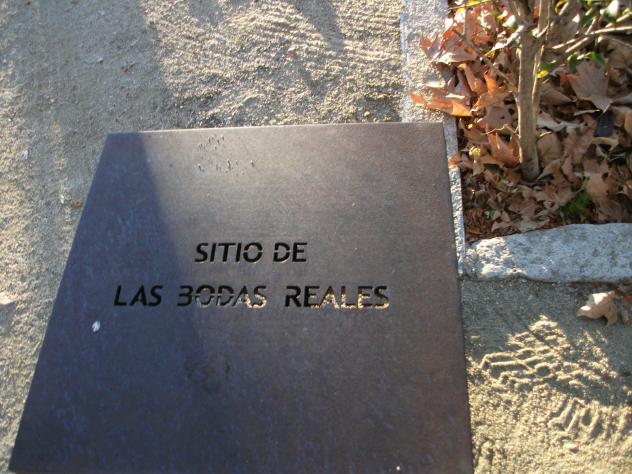 SITIO DE
LAS BODAS REALES